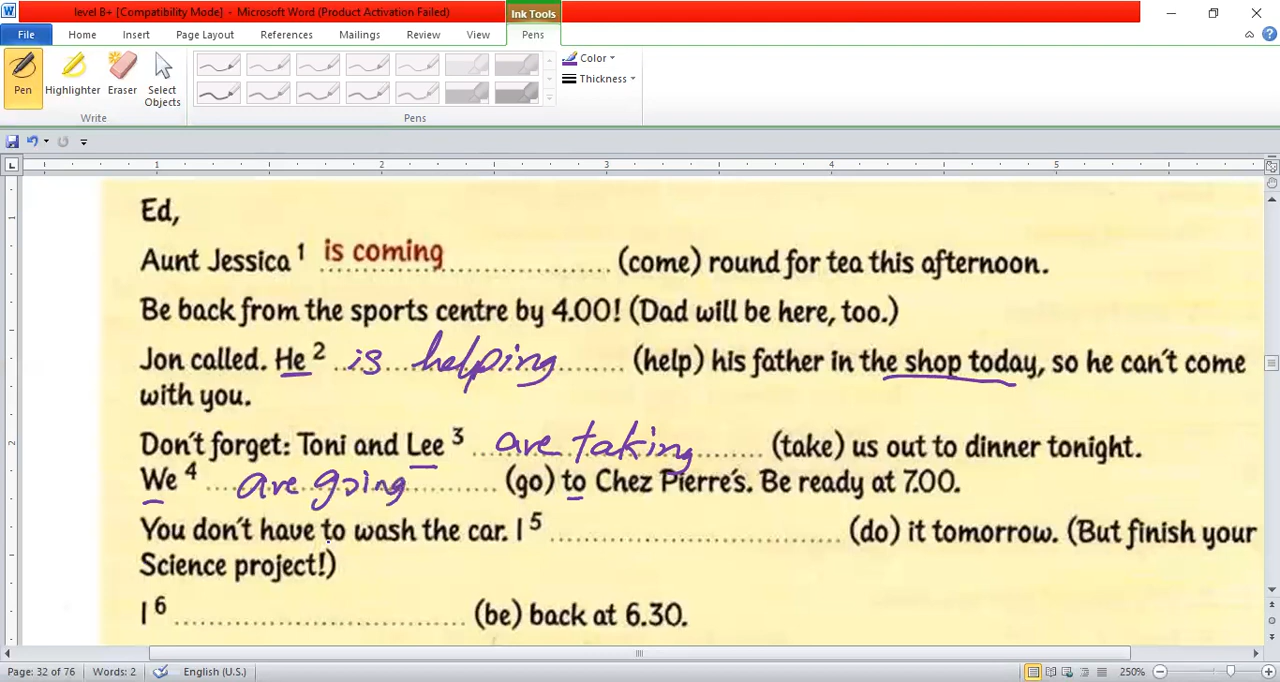 level B+ [Compatibility Mode] - Microsoft Word (Product Activation Failed)
Ink Tools
File Home Insert Page Layout References Mailings Review View Pens
Pen Highlighter Eraser Select Objects
Color
Thickness
Write
Pens
1 2 3 4 5
Ed,
Aunt Jessica 1 is coming (come) round for tea this afternoon.
Be back from the sports centre by 4.00! (Dad will be here, too.)
Jon called. He 2 is helping (help) his father in the shop today, so he can't come
with you.
Don't forget: Toni and Lee 3 are taking (take) us out to dinner tonight.
We 4 are going (go) to Chez Pierre's. Be ready at 7.00.
You don't have to wash the car. I 5 (do) it tomorrow. (But finish your
Science project!)
I 6 (be) back at 6.30.
Page: 32 of 76 Words: 2 English (U.S.) 250%